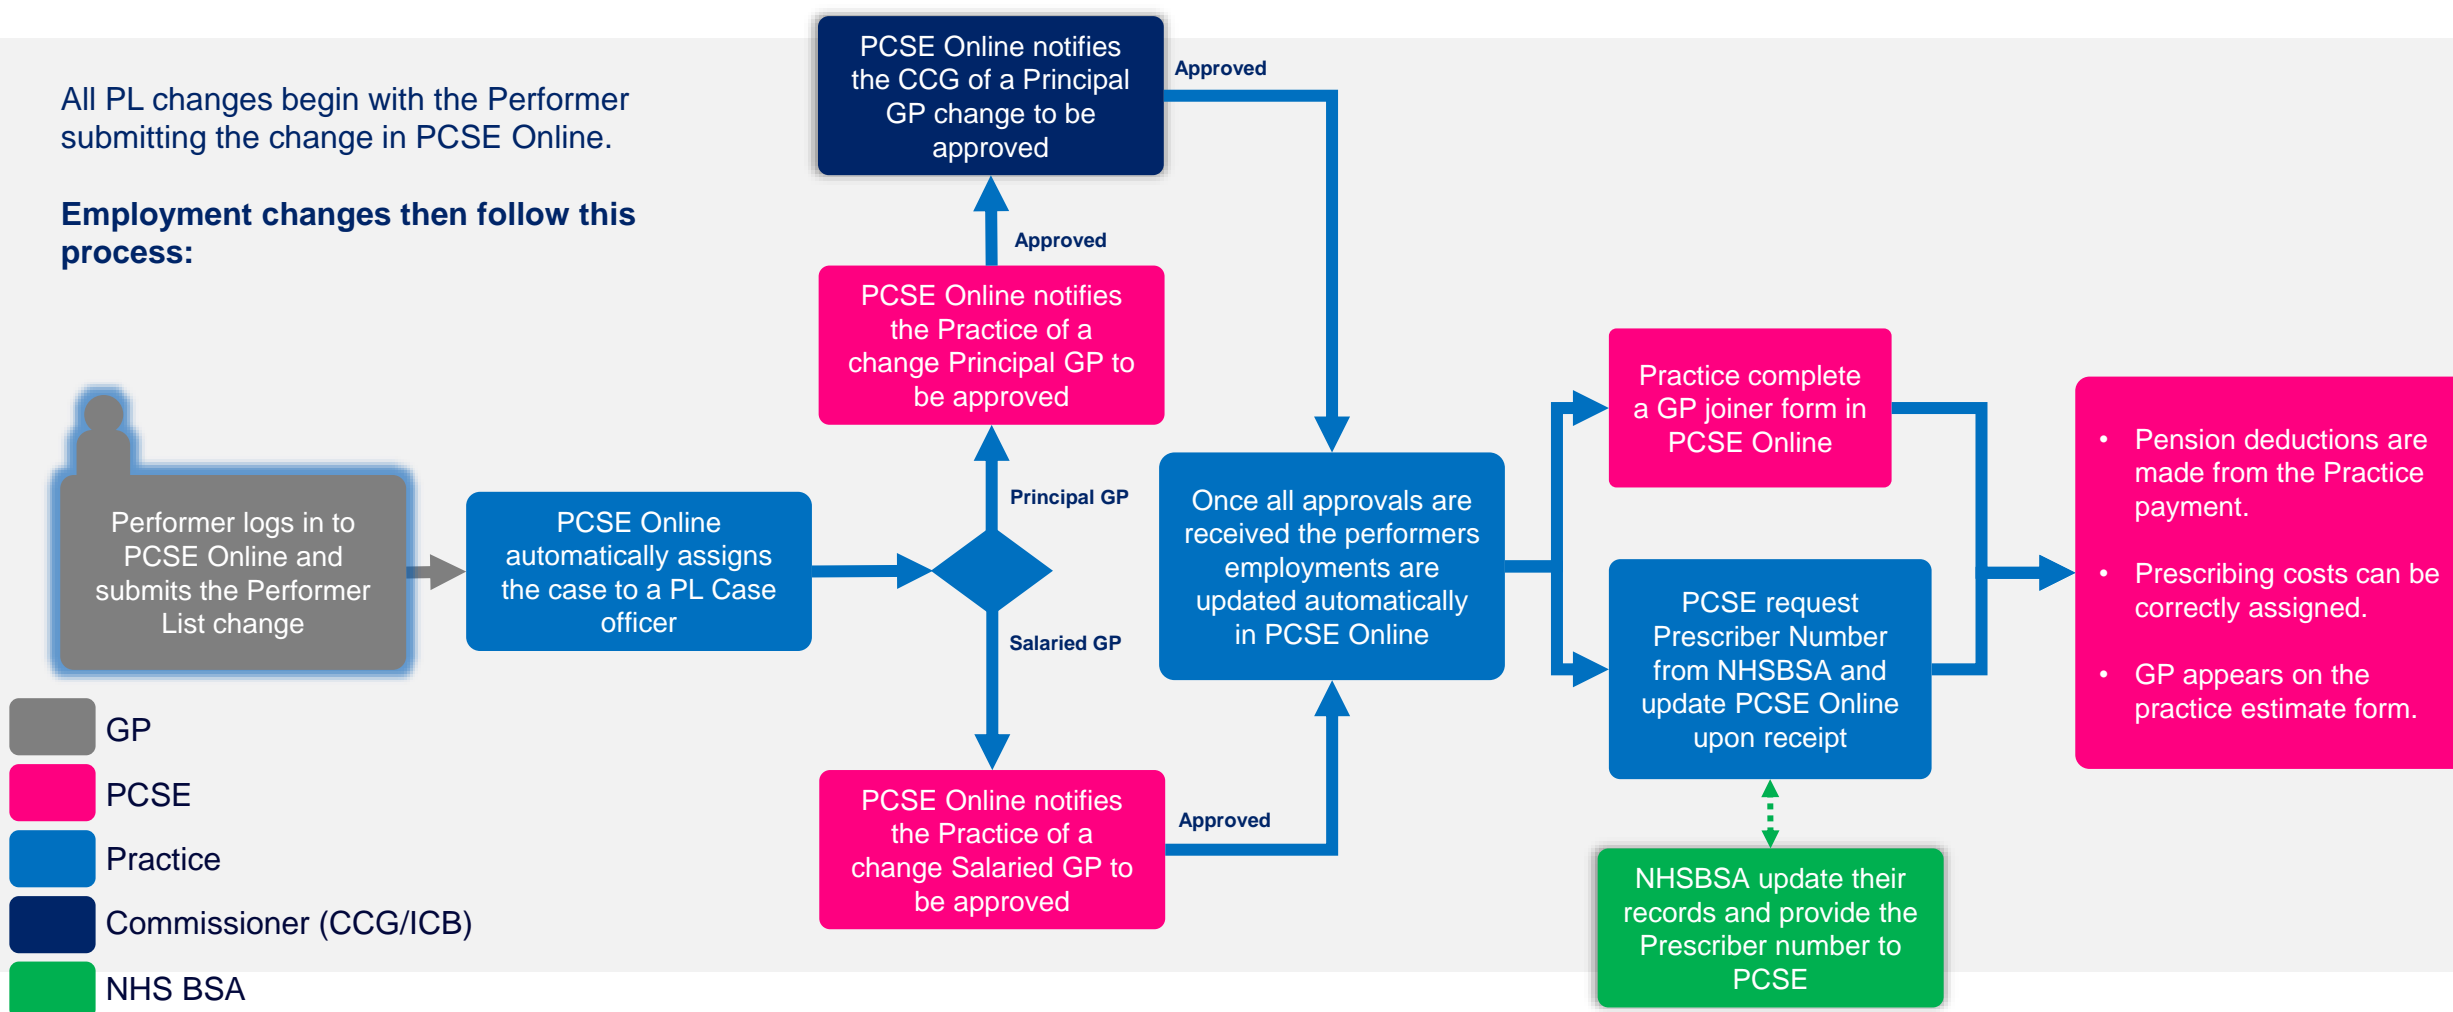 All PL changes begin with the Performer
submitting the change in PCSE Online.
Employment changes then follow this
process:
PCSE Online notifies
the CCG of a Principal
GP change to be
approved
Approved
Approved
PCSE Online notifies
the Practice of a
change Principal GP to
be approved
Principal GP
Performer logs in to
PCSE Online and
submits the Performer
List change
PCSE Online
automatically assigns
the case to a PL Case
officer
Salaried GP
PCSE Online notifies
the Practice of a
change Salaried GP to
be approved
Approved
Once all approvals are
received the performers
employments are
updated automatically
in PCSE Online
Practice complete
a GP joiner form in
PCSE Online
PCSE request
Prescriber Number
from NHSBSA and
update PCSE Online
upon receipt
NHSBSA update their
records and provide the
Prescriber number to
PCSE
• Pension deductions are
made from the Practice
payment.
• Prescribing costs can be
correctly assigned.
• GP appears on the
practice estimate form.
GP
PCSE
Practice
Commissioner (CCG/ICB)
NHS BSA